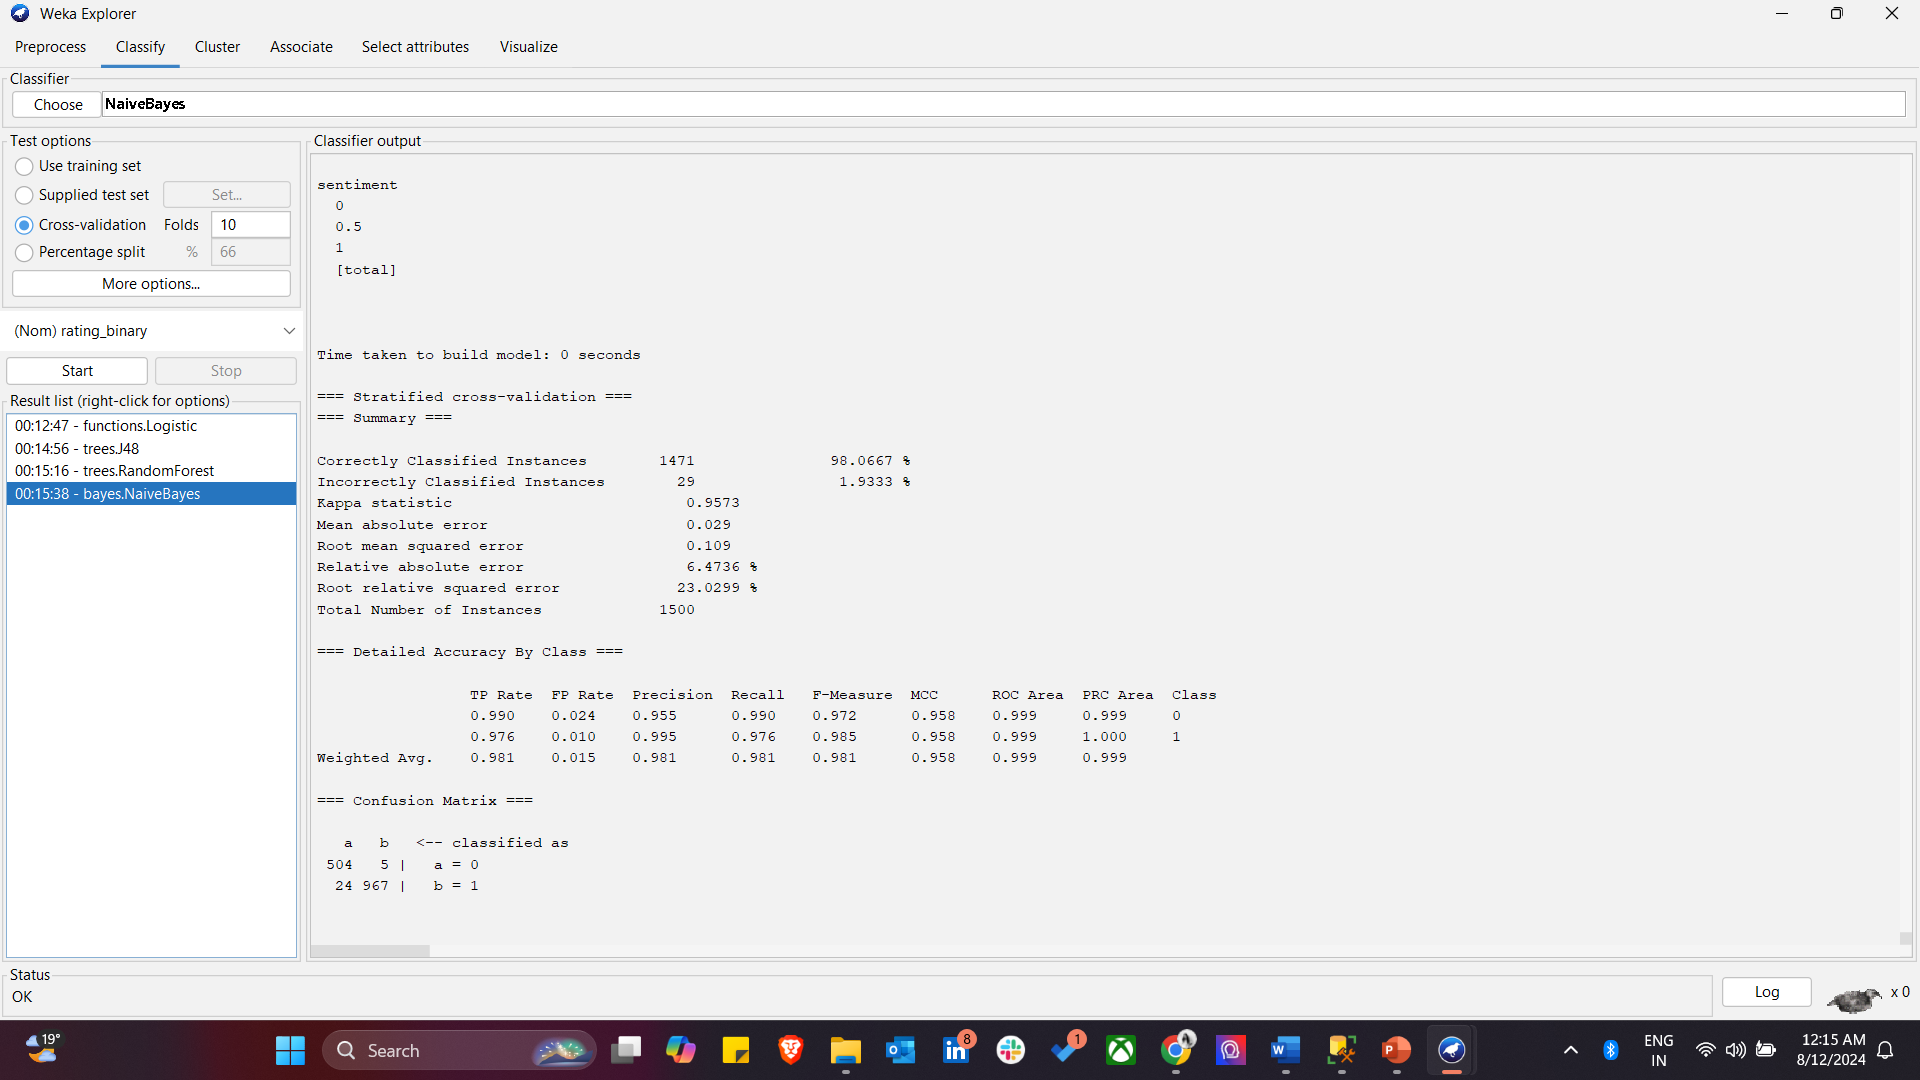 Weka Explorer
Preprocess Classify Cluster Associate Select attributes Visualize
Classifier
Choose NaiveBayes
Test options
Use training set
Supplied test set Set...
Cross-validation Folds 10
Percentage split % 66
More options...
(Nom) rating_binary
Start Stop
Result list (right-click for options)
00:12:47 - functions.Logistic
00:14:56 - trees.J48
00:15:16 - trees.RandomForest
00:15:38 - bayes.NaiveBayes
Classifier output
sentiment
0
0.5
1
[total]
Time taken to build model: 0 seconds
=== Stratified cross-validation ===
=== Summary ===
Correctly Classified Instances 1471 98.0667 %
Incorrectly Classified Instances 29 1.9333 %
Kappa statistic 0.9573
Mean absolute error 0.029
Root mean squared error 0.109
Relative absolute error 6.4736 %
Root relative squared error 23.0299 %
Total Number of Instances 1500
=== Detailed Accuracy By Class ===
TP Rate FP Rate Precision Recall F-Measure MCC ROC Area PRC Area Class
0.990 0.024 0.955 0.990 0.972 0.958 0.999 0.999 0
0.976 0.010 0.995 0.976 0.985 0.958 0.999 1.000 1
Weighted Avg. 0.981 0.015 0.981 0.981 0.981 0.958 0.999 0.999
=== Confusion Matrix ===
a b <-- classified as
504 5 | a = 0
24 967 | b = 1
Status
OK
Log x 0
19°
Search
8
1
ENG
IN
12:15 AM
8/12/2024